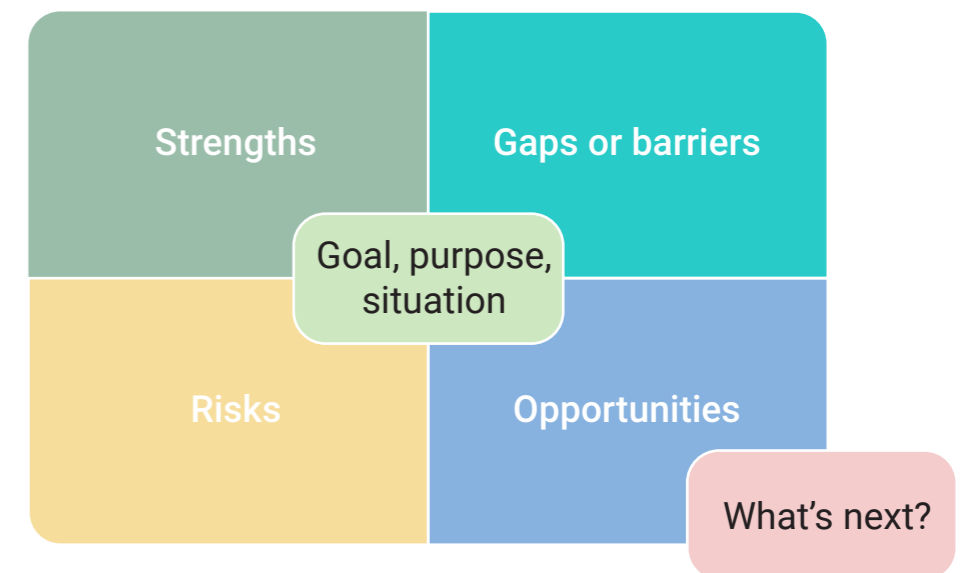 Strengths
Gaps or barriers
Goal, purpose,
situation
Risks
Opportunities
What’s next?